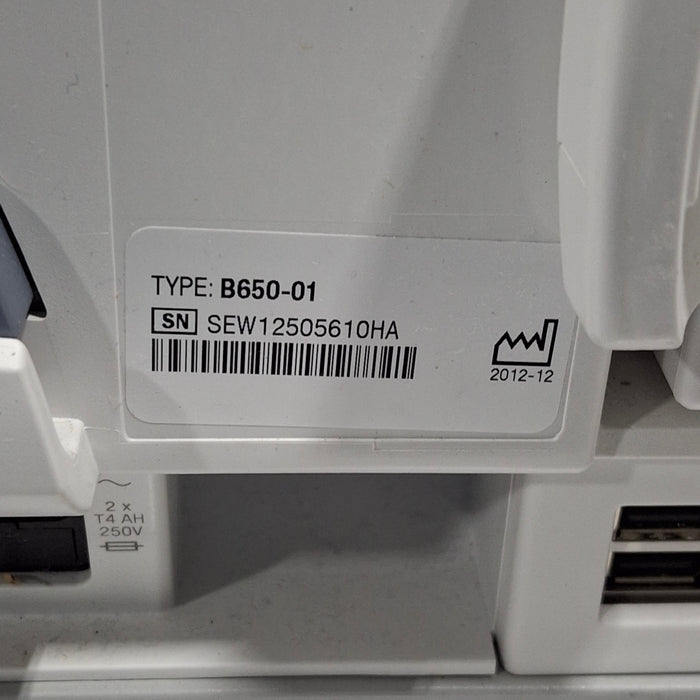 TYPE: B650-01
SN SEW12505610HA
2012-12
~
2 x
T4 AH
250V